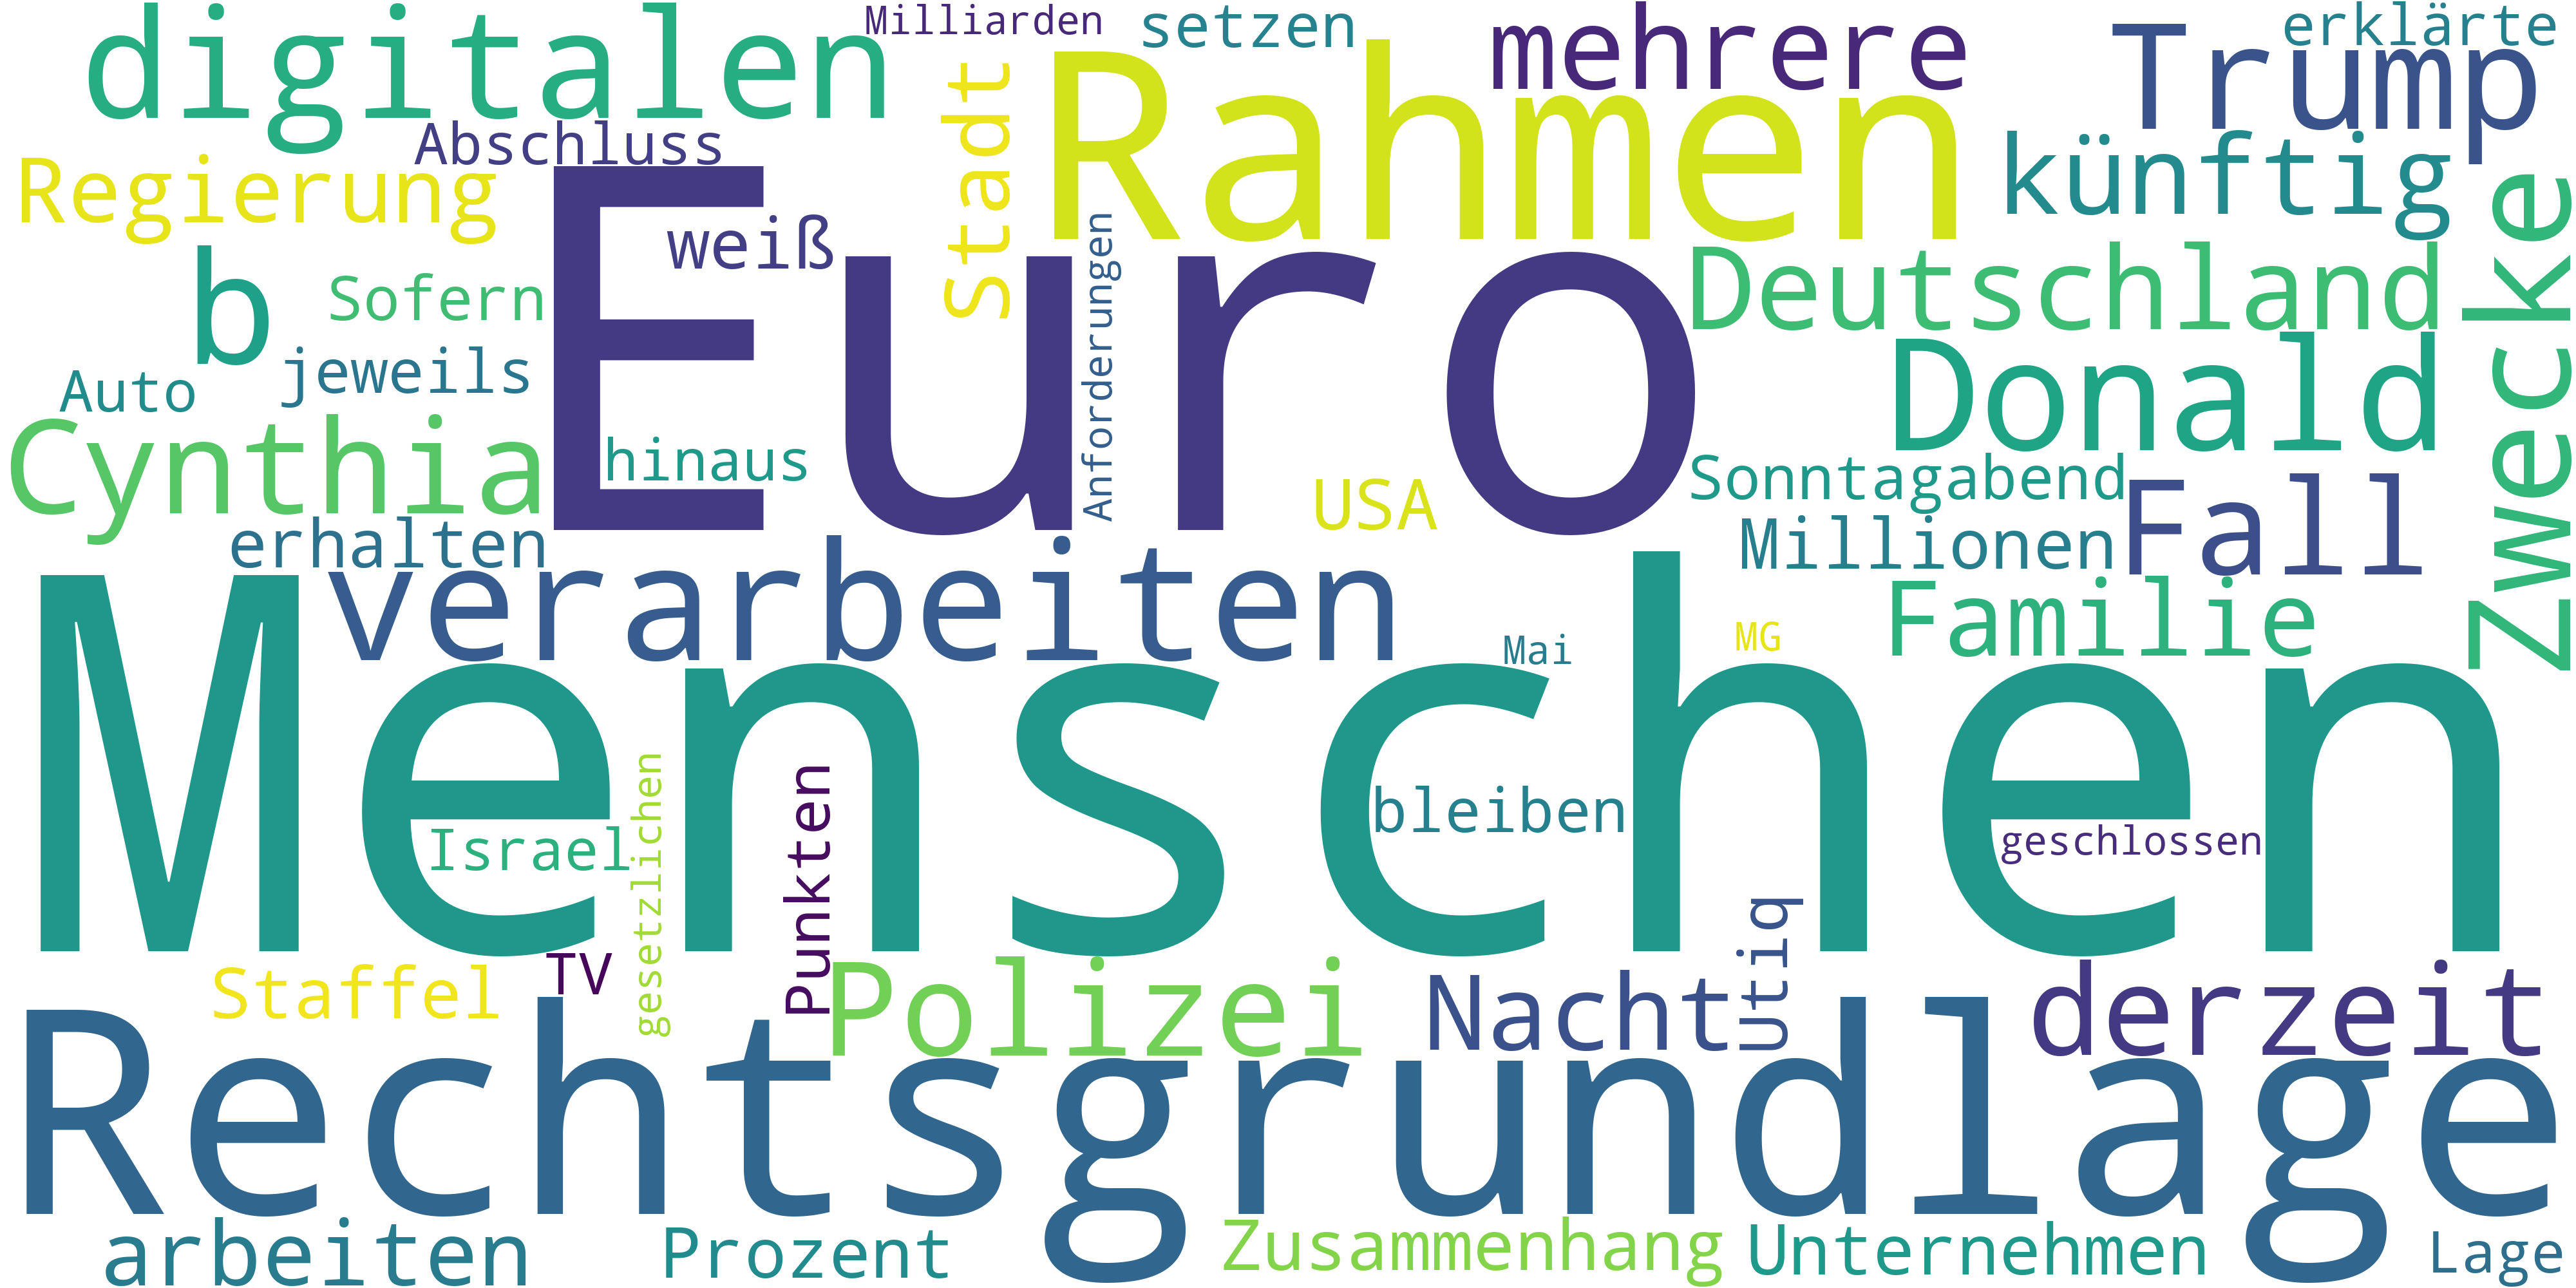 Milliarden
setzen
mehrere
Trump
erklärte
digitalen
Abschluss
Stadt
Rahmen
künftig
Regierung
weiß
Euro
Anforderungen
Deutschland
Zwecke
b
Sofern
jeweils
Auto
Donald
Cynthia
hinaus
USA
Sonntagabend
Fall
erhalten
verarbeiten
Millionen
Familie
Mai
MG
Menschen
Israel
gesetzlichen
Punkten
bleiben
geschlossen
Staffel
TV
Polizei
Nacht
Utiq
derzeit
Rechtsgrundlage
arbeiten
Prozent
Zusammenhang
Unternehmen
Lage